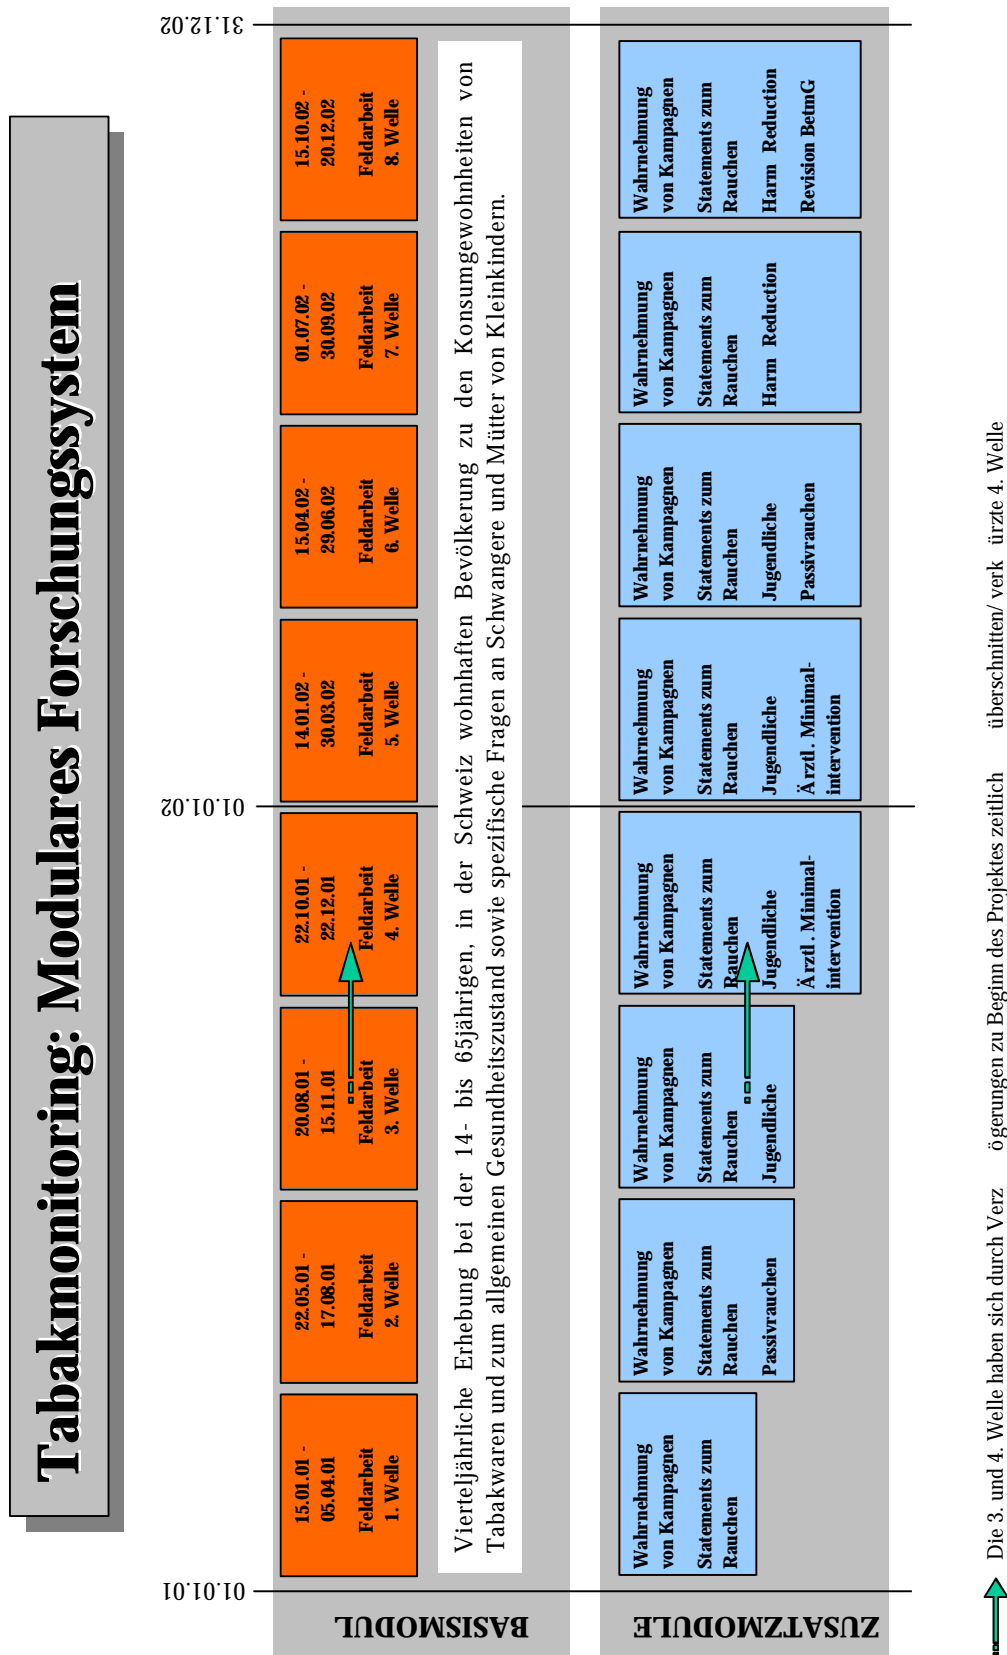 Tabakmonitoring: Modulares Forschungssystem
01.01.01
01.01.02
31.12.02
BASISMODUL
15.01.01 -
05.04.01
Feldarbeit
1. Welle
22.05.01 -
17.08.01
Feldarbeit
2. Welle
20.08.01 -
15.11.01
Feldarbeit
3. Welle
22.10.01 -
22.12.01
Feldarbeit
4. Welle
14.01.02 -
30.03.02
Feldarbeit
5. Welle
15.04.02 -
29.06.02
Feldarbeit
6. Welle
01.07.02 -
30.09.02
Feldarbeit
7. Welle
15.10.02 -
20.12.02
Feldarbeit
8. Welle
Vierteljährliche Erhebung bei der 14- bis 65jährigen, in der Schweiz wohnhaften Bevölkerung zu den Konsumgewohnheiten von
Tabakwaren und zum allgemeinen Gesundheitszustand sowie spezifische Fragen an Schwangere und Mütter von Kleinkindern.
ZUSATZMODULE
Wahrnehmung
von Kampagnen
Statements zum
Rauchen
Wahrnehmung
von Kampagnen
Statements zum
Rauchen
Passivrauchen
Wahrnehmung
von Kampagnen
Statements zum
Rauchen
Jugendliche
Wahrnehmung
von Kampagnen
Statements zum
Rauchen
Jugendliche
Ärztl. Minimal-
intervention
Wahrnehmung
von Kampagnen
Statements zum
Rauchen
Jugendliche
Ärztl. Minimal-
intervention
Wahrnehmung
von Kampagnen
Statements zum
Rauchen
Jugendliche
Passivrauchen
Wahrnehmung
von Kampagnen
Statements zum
Rauchen
Harm Reduction
Wahrnehmung
von Kampagnen
Statements zum
Rauchen
Harm Reduction
Revision BetmG
Die 3. und 4. Welle haben sich durch Verz ögerungen zu Beginn des Projektes zeitlich überschnitten/ verk ürzte 4. Welle